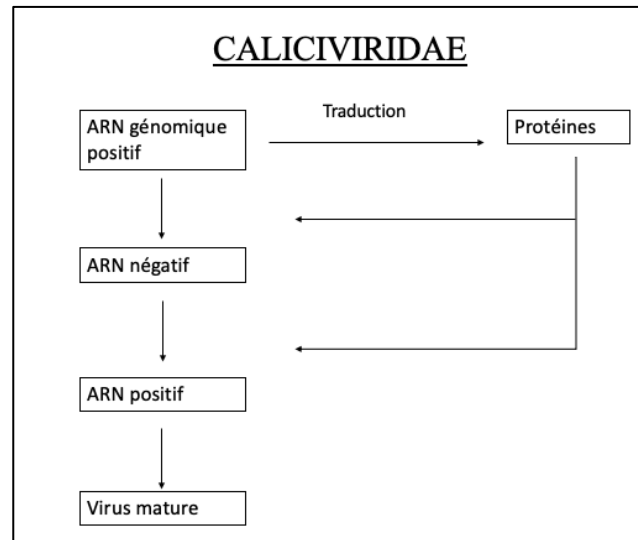 CALICIVIRIDAE
ARN génomique
positif
Traduction
Protéines
ARN négatif
ARN positif
Virus mature